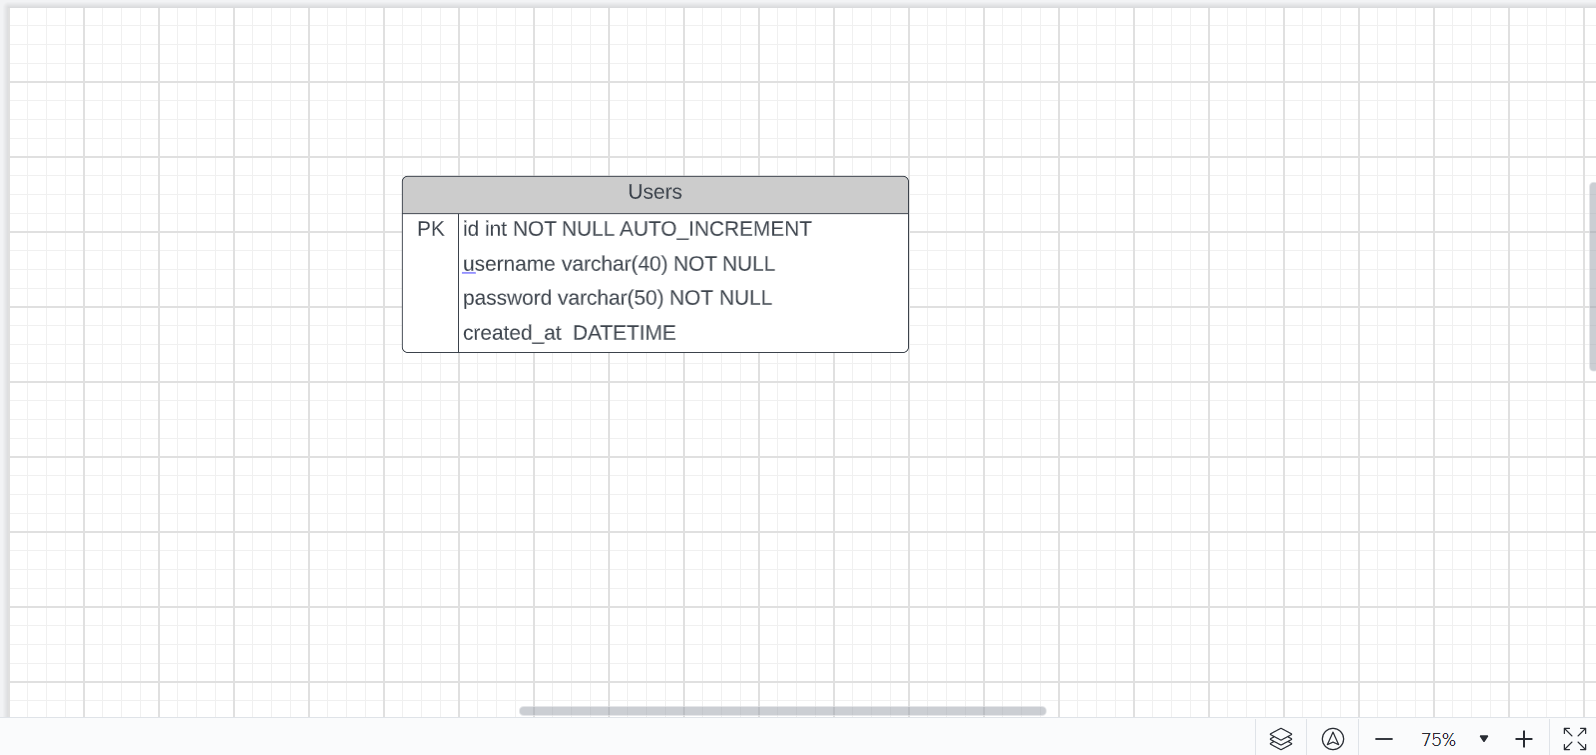 Users
PK id int NOT NULL AUTO_INCREMENT
username varchar(40) NOT NULL
password varchar(50) NOT NULL
created_at  DATETIME
75%